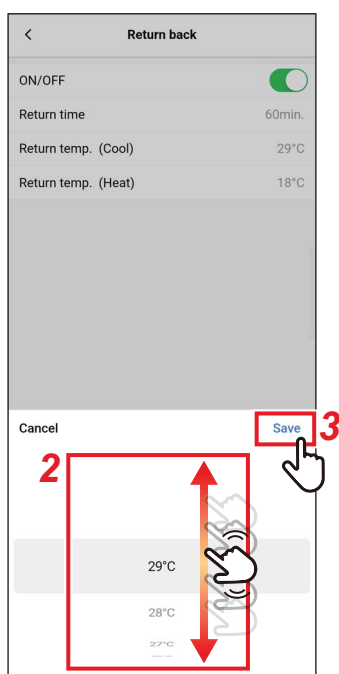 Return back
ON/OFF
Return time 60min.
Return temp. (Cool) 29°C
Return temp. (Heat) 18°C
Cancel Save 3
2
29°C
28°C
27°C